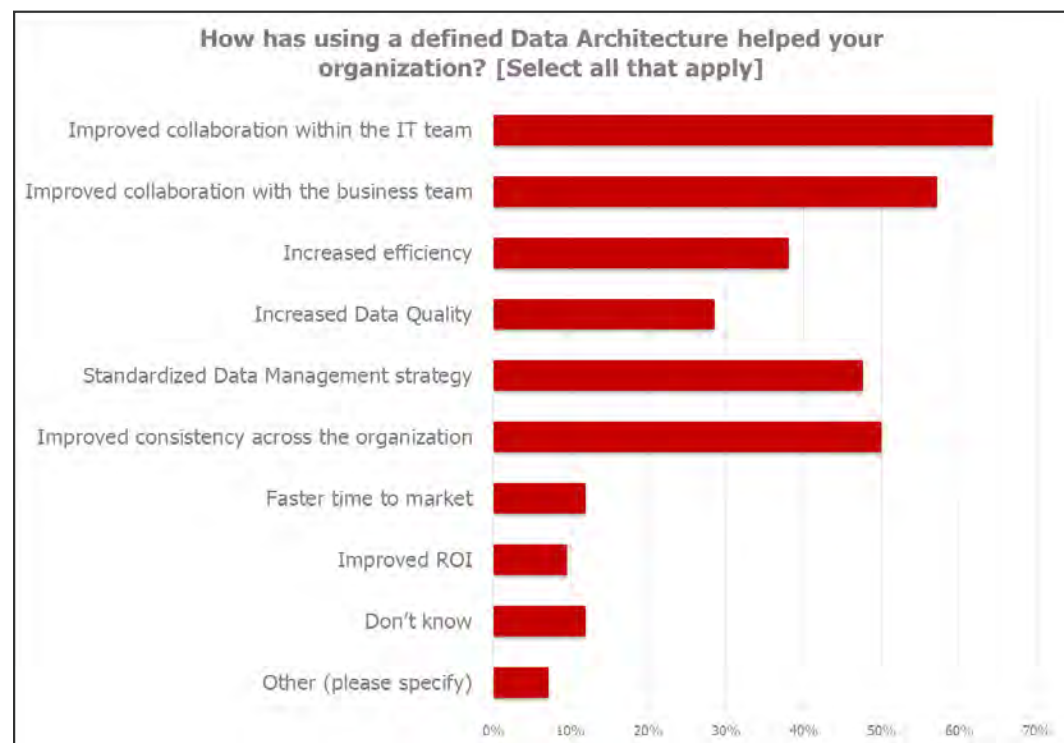 How has using a defined Data Architecture helped your
organization? [Select all that apply]
Improved collaboration within the IT team
Improved collaboration with the business team
Increased efficiency
Increased Data Quality
Standardized Data Management strategy
Improved consistency across the organization
Faster time to market
Improved ROI
Don't know
Other (please specify)
0% 10% 20% 30% 40% 50% 60% 70%